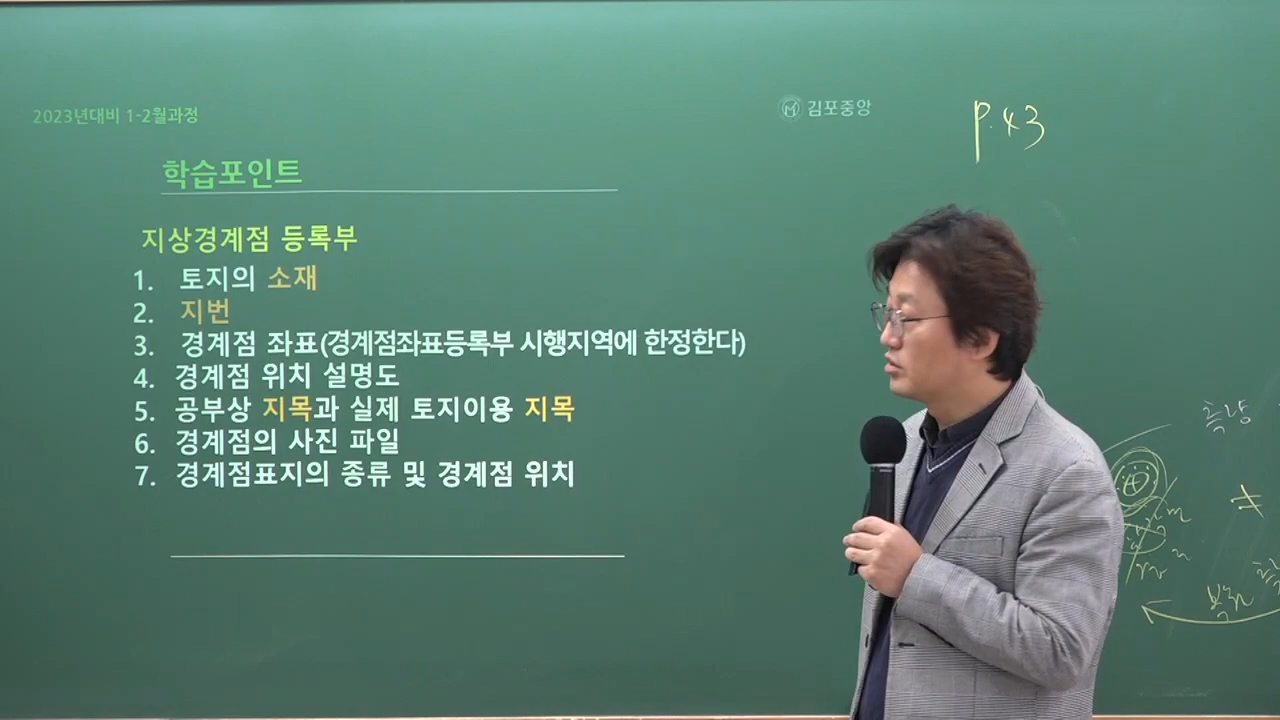 2023년대비 1-2월과정
김포중앙
p.43
학습포인트
지상경계점 등록부
1. 토지의 소재
2. 지번
3. 경계점 좌표(경계점좌표등록부 시행지역에 한정한다)
4. 경계점 위치 설명도
5. 공부상 지목과 실제 토지이용 지목
6. 경계점의 사진 파일
7. 경계점표지의 종류 및 경계점 위치
측량
≠